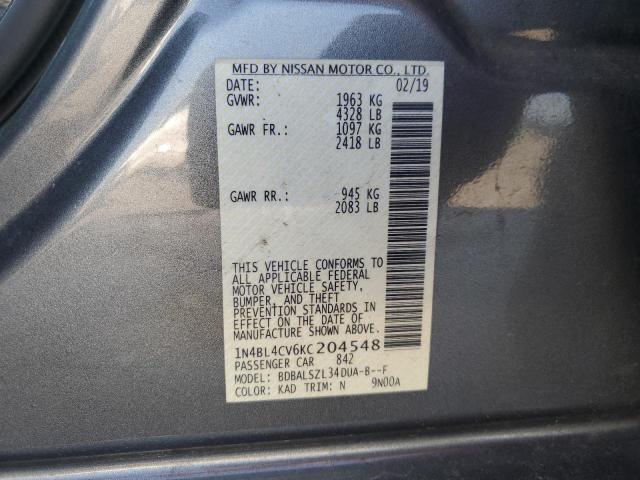 MFD BY NISSAN MOTOR CO., LTD.
DATE: 02/19
GVWR: 1963 KG
4328 LB
GAWR FR.: 1097 KG
2418 LB
GAWR RR.: 945 KG
2083 LB
THIS VEHICLE CONFORMS TO
ALL APPLICABLE FEDERAL
MOTOR VEHICLE SAFETY,
BUMPER, AND THEFT
PREVENTION STANDARDS IN
EFFECT ON THE DATE OF
MANUFACTURE SHOWN ABOVE.
1N4BL4CV6KC204548
PASSENGER CAR 842
MODEL: BDBALSZL34DUA-B--F
COLOR: KAD TRIM: N 9N00A